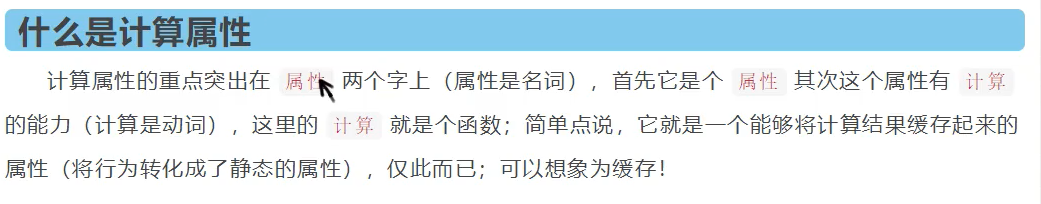 什么是计算属性
计算属性的重点突出在 属性 两个字上（属性是名词），首先它是个 属性 其次这个属性有 计算
的能力（计算是动词），这里的 计算 就是个函数；简单点说，它就是一个能够将计算结果缓存起来的
属性（将行为转化成了静态的属性），仅此而已；可以想象为缓存！